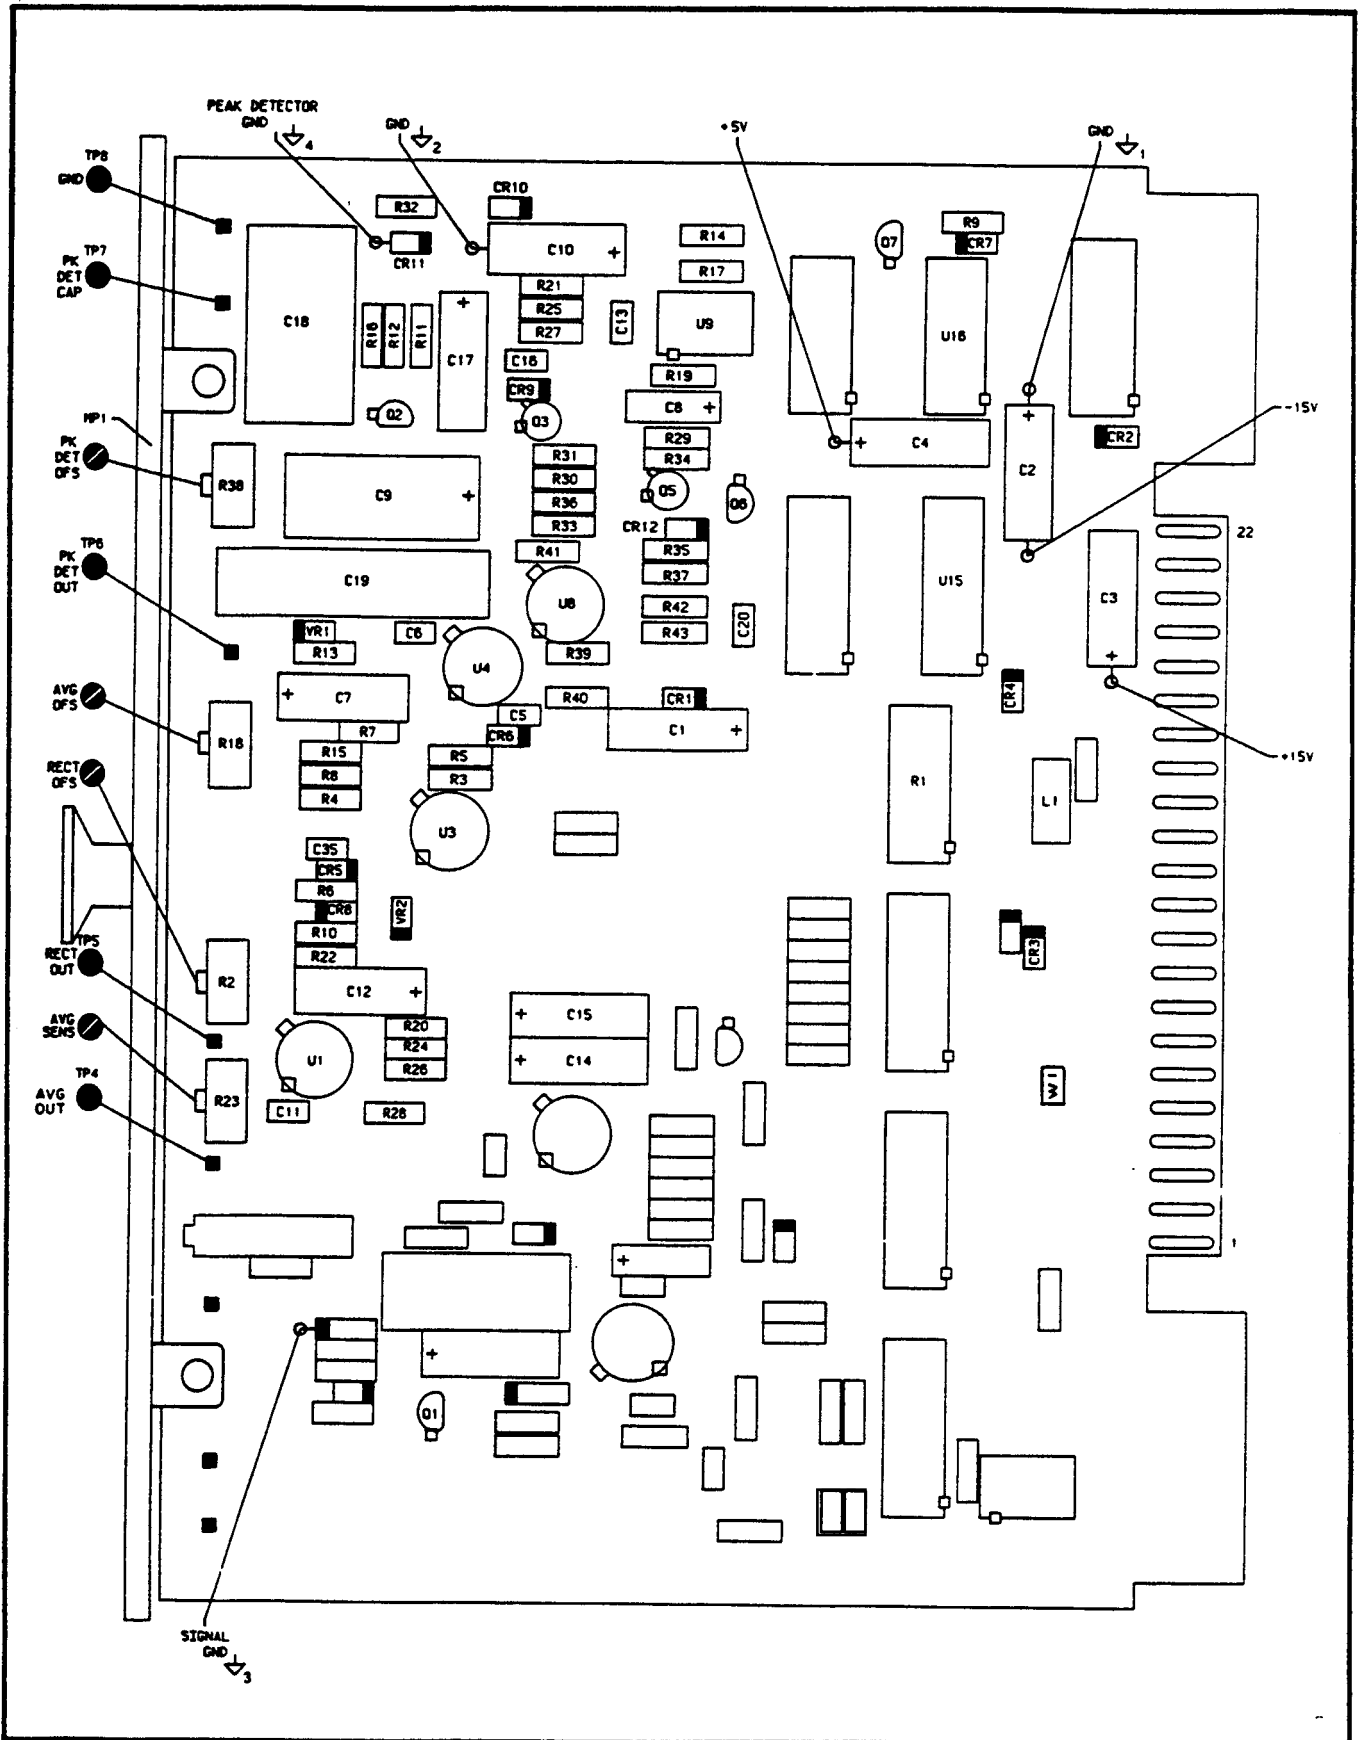 PEAK DETECTOR
GND
4
GND
2
+5V
GND
1
TP8
GND
CR10
R32
R9
CR7
Q7
R14
C10
+
CR11
TP7
PK
DET
CAP
R17
R21
R25
R27
C13
U9
C18
R16
R12
R11
+
C17
U16
C16
R19
CR9
C8
+
Q2
Q3
MP1
-15V
+
C4
+
C2
CR2
R29
R34
PK
DET
OFS
R31
R30
R36
R33
R38
C9
+
Q5
Q6
CR12
R35
R37
22
TP6
PK
DET
OUT
R41
C19
U6
U15
C3
+
R42
R43
C20
VR1
C6
R13
R39
U4
AVG
OFS
+
C7
R40
CR1
CR4
C5
CR6
C1
+
R7
R18
R15
R8
R4
R5
R3
+15V
RECT
OFS
R1
L1
U3
C35
CR5
R6
CR8
VR2
R10
R22
CR3
TP5
RECT
OUT
R2
C12
+
+
C15
AVG
SENS
R20
R24
R26
U1
+
C14
TP4
AVG
OUT
R23
C11
R28
W1
1
+
+
Q1
SIGNAL
GND
3